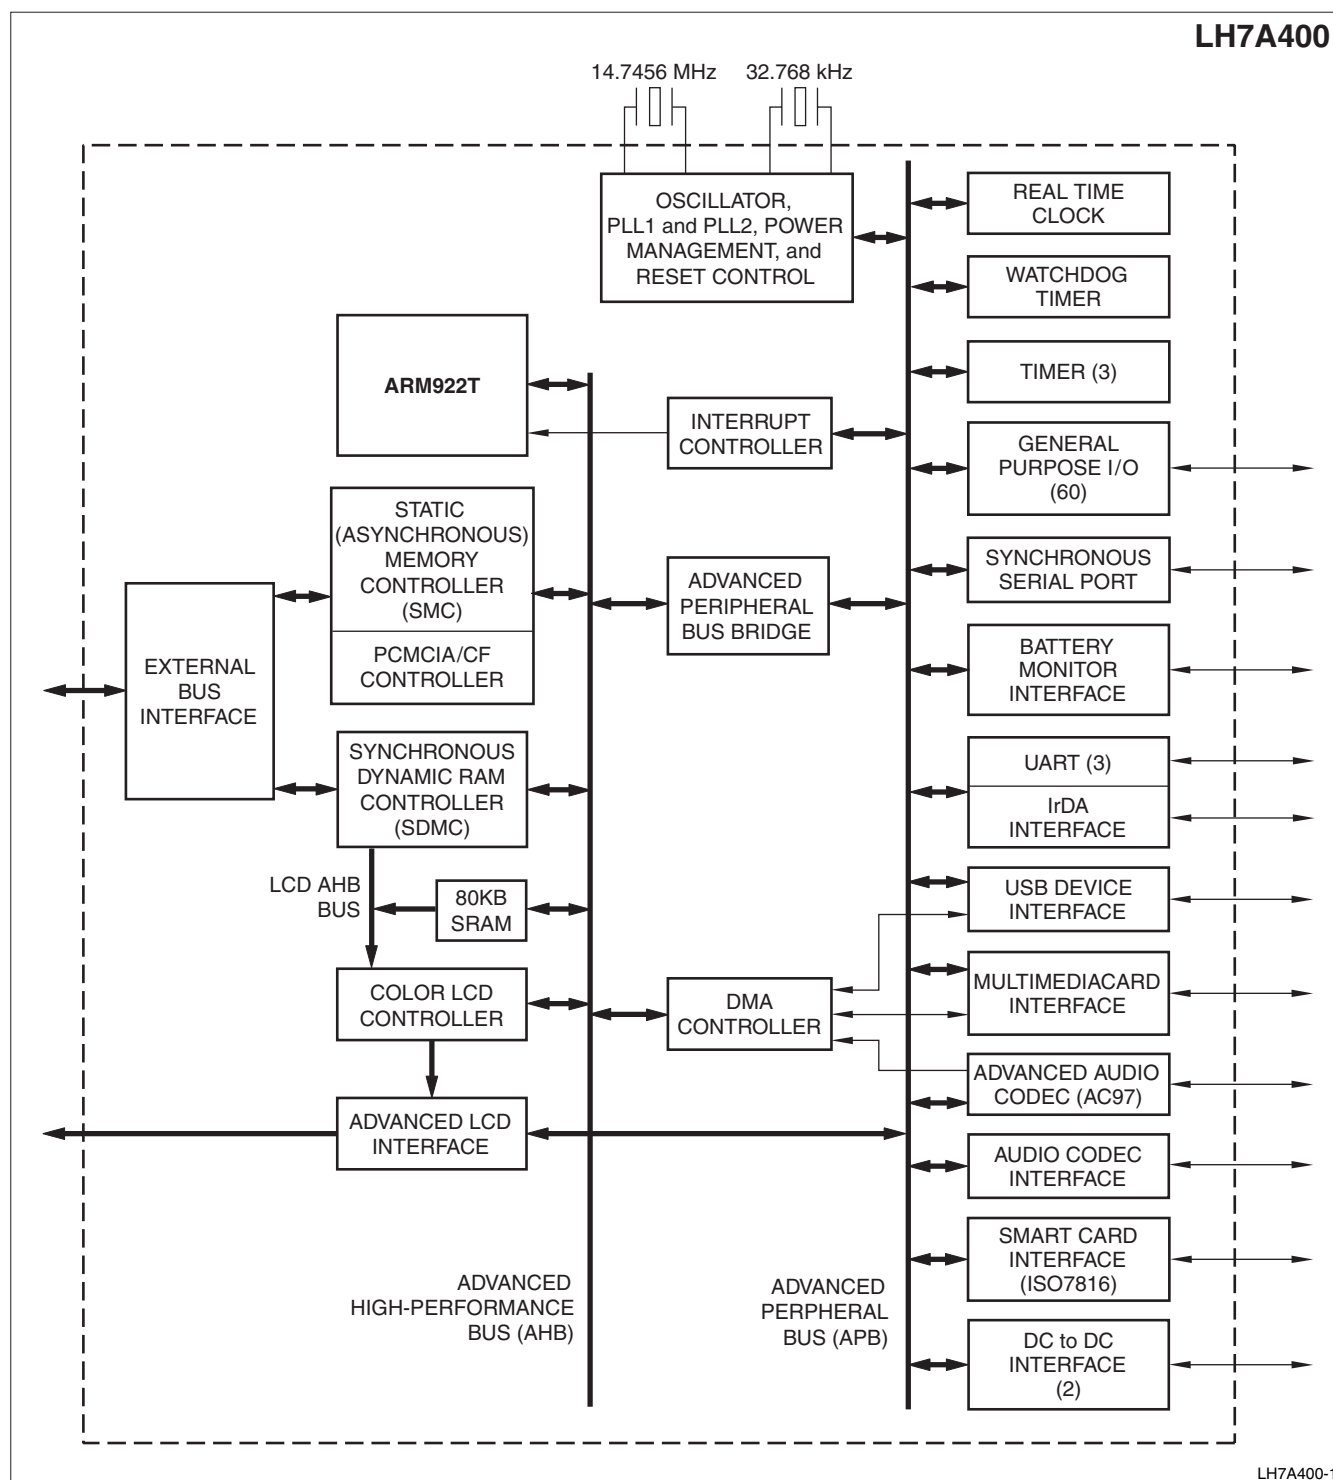 LH7A400
14.7456 MHz
32.768 kHz
OSCILLATOR,
PLL1 and PLL2, POWER
MANAGEMENT, and
RESET CONTROL
REAL TIME
CLOCK
WATCHDOG
TIMER
TIMER (3)
ARM922T
INTERRUPT
CONTROLLER
GENERAL
PURPOSE I/O
(60)
STATIC
(ASYNCHRONOUS)
MEMORY
CONTROLLER
(SMC)
PCMCIA/CF
CONTROLLER
ADVANCED
PERIPHERAL
BUS BRIDGE
SYNCHRONOUS
SERIAL PORT
EXTERNAL
BUS
INTERFACE
BATTERY
MONITOR
INTERFACE
SYNCHRONOUS
DYNAMIC RAM
CONTROLLER
(SDMC)
UART (3)
IrDA
INTERFACE
LCD AHB
BUS
80KB
SRAM
USB DEVICE
INTERFACE
COLOR LCD
CONTROLLER
DMA
CONTROLLER
MULTIMEDIACARD
INTERFACE
ADVANCED AUDIO
CODEC (AC97)
ADVANCED LCD
INTERFACE
AUDIO CODEC
INTERFACE
SMART CARD
INTERFACE
(ISO7816)
ADVANCED
HIGH-PERFORMANCE
BUS (AHB)
ADVANCED
PERPHERAL
BUS (APB)
DC to DC
INTERFACE
(2)
LH7A400-1